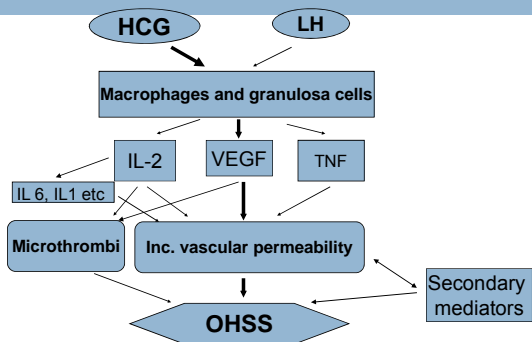 HCG
LH
Macrophages and granulosa cells
IL-2
VEGF
TNF
IL 6, IL1 etc
Microthrombi
Inc. vascular permeability
Secondary
mediators
OHSS